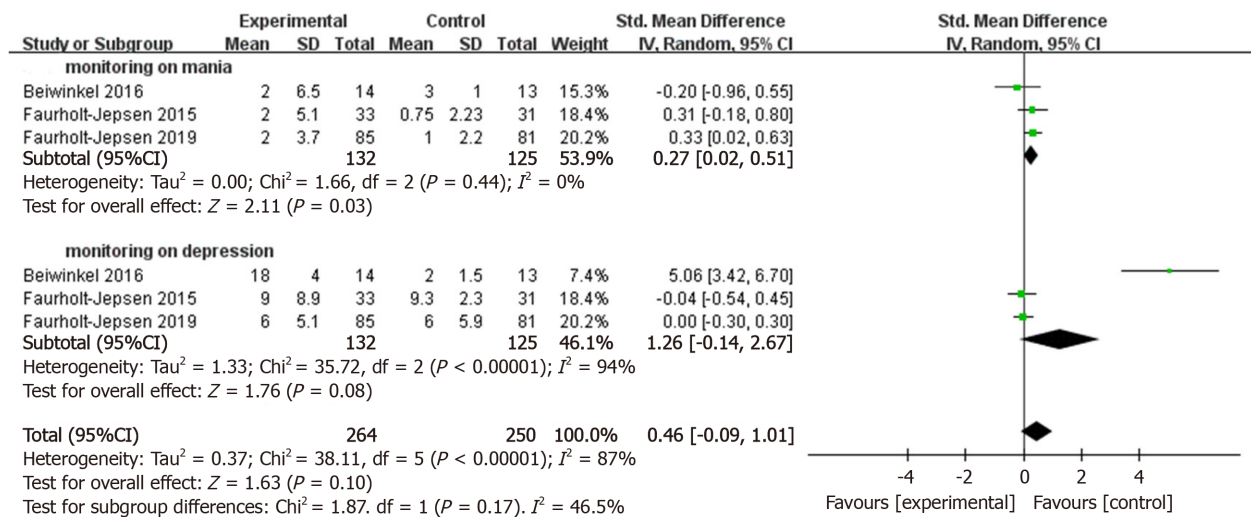 Experimental Control Std. Mean Difference Std. Mean Difference
Study or Subgroup Mean SD Total Mean SD Total Weight IV, Random, 95% CI IV, Random, 95% CI
monitoring on mania
Beiwinkel 2016 2 6.5 14 3 1 13 15.3% -0.20 [-0.96, 0.55]
Faurholt-Jepsen 2015 2 5.1 33 0.75 2.23 31 18.4% 0.31 [-0.18, 0.80]
Faurholt-Jepsen 2019 2 3.7 85 1 2.2 81 20.2% 0.33 [0.02, 0.63]
Subtotal (95%CI) 132 125 53.9% 0.27 [0.02, 0.51]
Heterogeneity: Tau² = 0.00; Chi² = 1.66, df = 2 (P = 0.44); I² = 0%
Test for overall effect: Z = 2.11 (P = 0.03)
monitoring on depression
Beiwinkel 2016 18 4 14 2 1.5 13 7.4% 5.06 [3.42, 6.70]
Faurholt-Jepsen 2015 9 8.9 33 9.3 2.3 31 18.4% -0.04 [-0.54, 0.45]
Faurholt-Jepsen 2019 6 5.1 85 6 5.9 81 20.2% 0.00 [-0.30, 0.30]
Subtotal (95%CI) 132 125 46.1% 1.26 [-0.14, 2.67]
Heterogeneity: Tau² = 1.33; Chi² = 35.72, df = 2 (P < 0.00001); I² = 94%
Test for overall effect: Z = 1.76 (P = 0.08)
Total (95%CI) 264 250 100.0% 0.46 [-0.09, 1.01]
Heterogeneity: Tau² = 0.37; Chi² = 38.11, df = 5 (P < 0.00001); I² = 87%
Test for overall effect: Z = 1.63 (P = 0.10)
Test for subgroup differences: Chi² = 1.87. df = 1 (P = 0.17). I² = 46.5%
-4 -2 0 2 4
Favours [experimental] Favours [control]